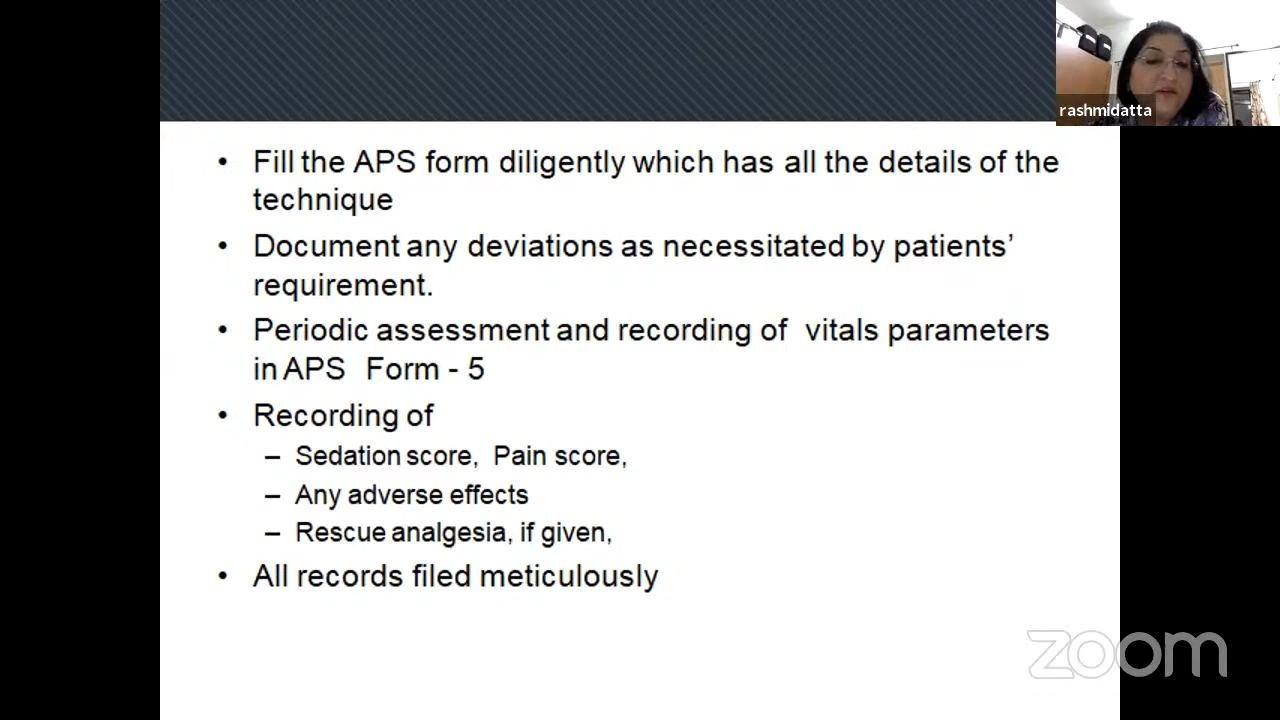 rashmidatta
• Fill the APS form diligently which has all the details of the
technique
• Document any deviations as necessitated by patients’
requirement.
• Periodic assessment and recording of  vitals parameters
in APS  Form - 5
• Recording of
– Sedation score,  Pain score,
– Any adverse effects
– Rescue analgesia, if given,
• All records filed meticulously
zoom